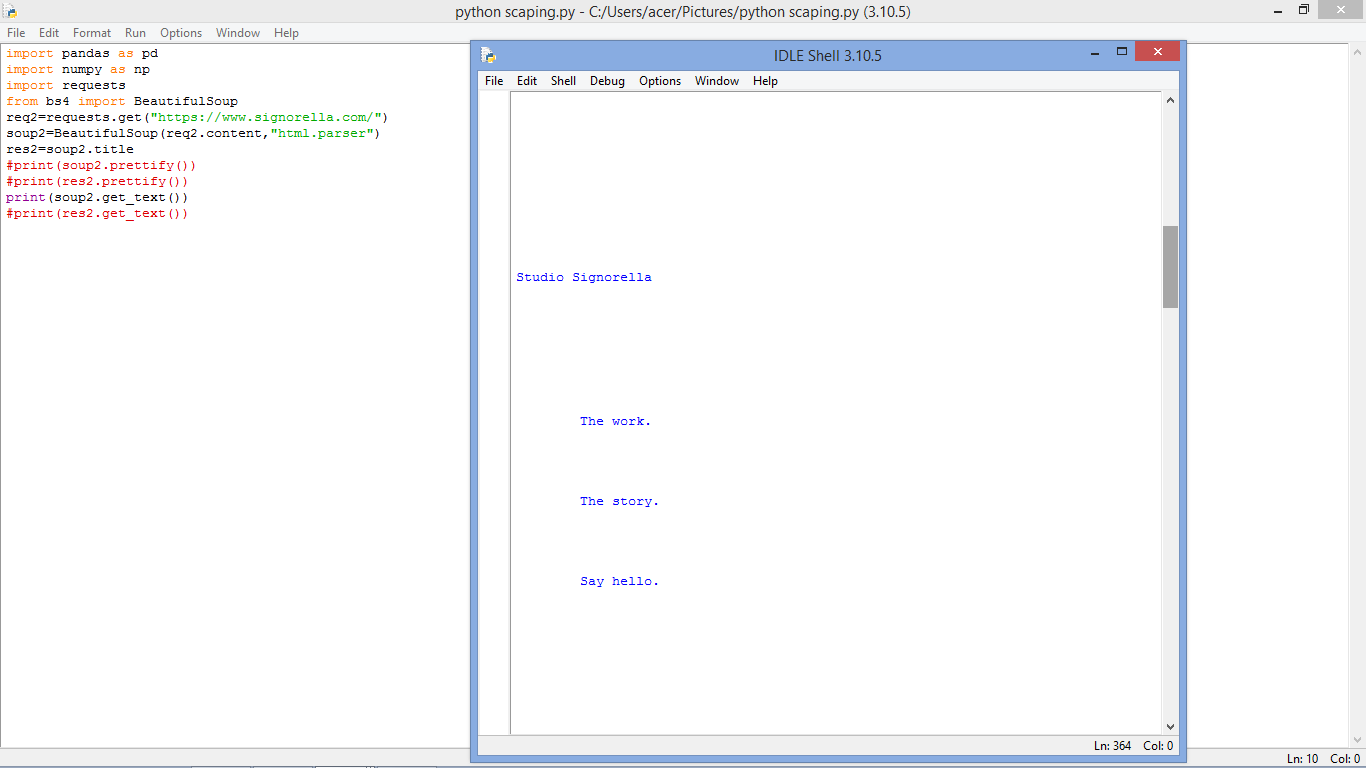 python scaping.py - C:/Users/acer/Pictures/python scaping.py (3.10.5)
File Edit Format Run Options Window Help
import pandas as pd
import numpy as np
import requests
from bs4 import BeautifulSoup
req2=requests.get("https://www.signorella.com/")
soup2=BeautifulSoup(req2.content,"html.parser")
res2=soup2.title
#print(soup2.prettify())
#print(res2.prettify())
print(soup2.get_text())
#print(res2.get_text())
IDLE Shell 3.10.5
File Edit Shell Debug Options Window Help
Studio Signorella
The work.
The story.
Say hello.
Ln: 364 Col: 0
Ln: 10 Col: 0